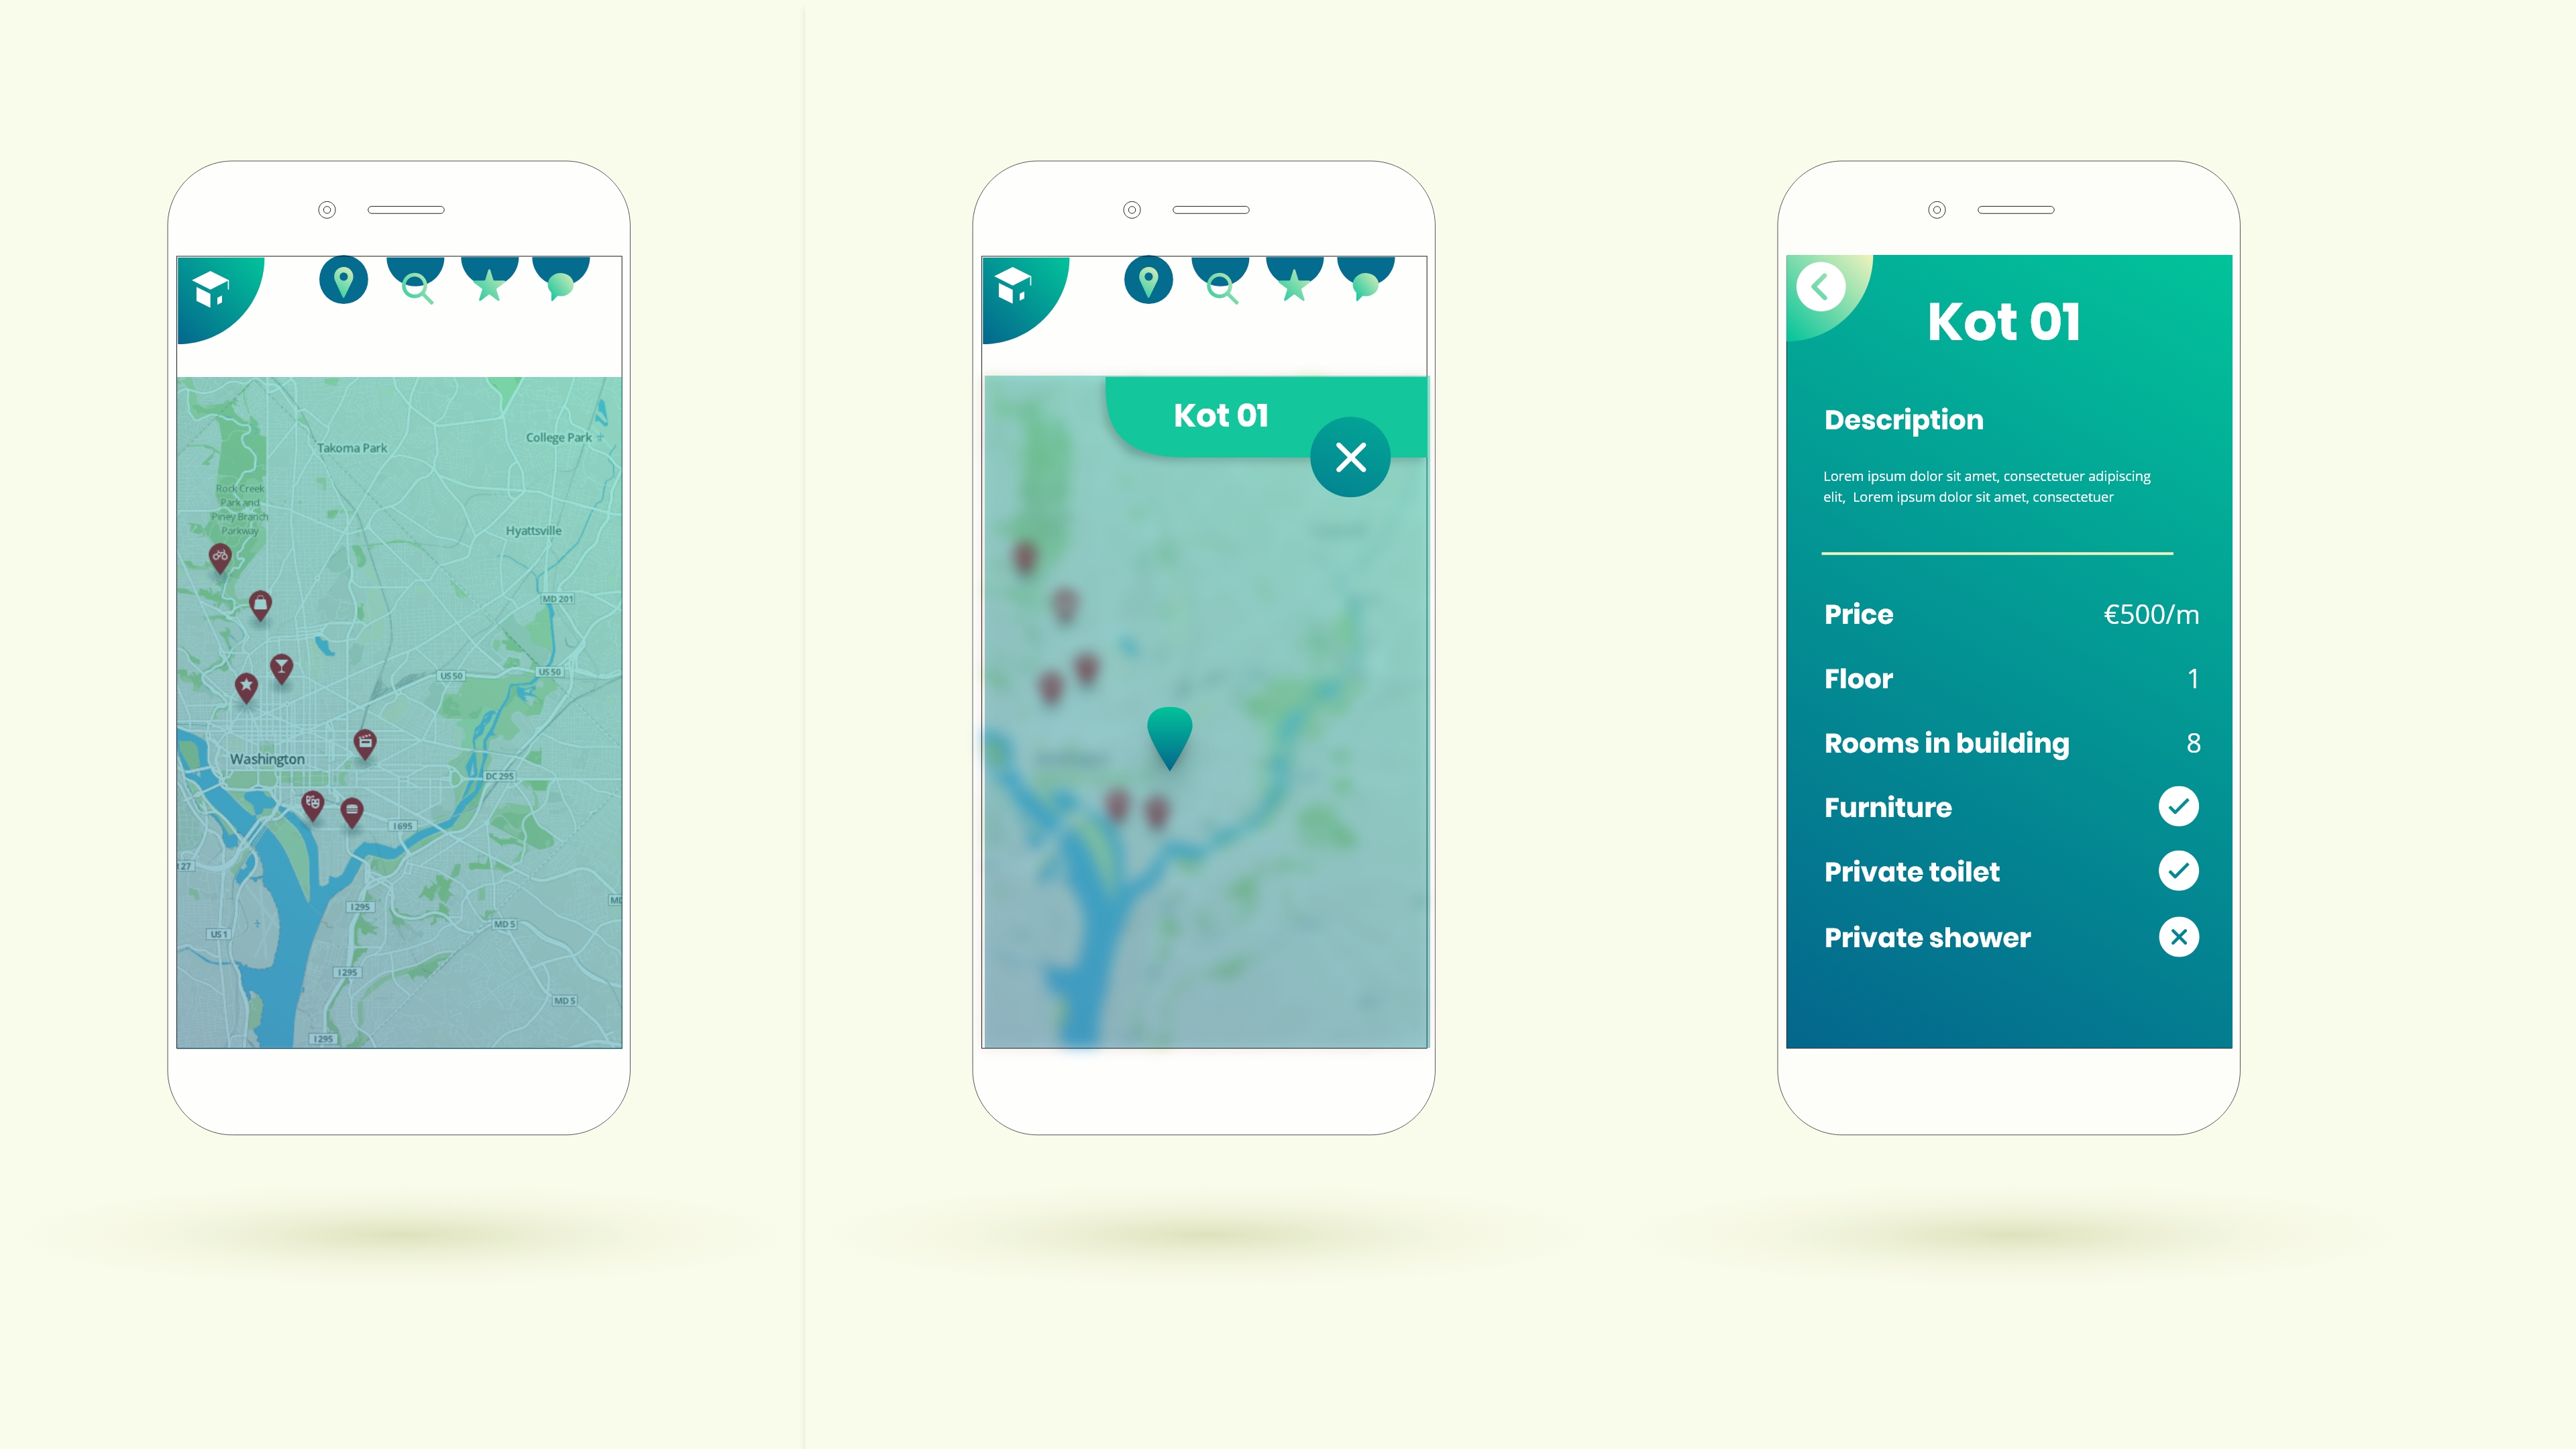 Takoma Park
College Park
Rock Creek
Park and
Piney Branch
Parkway
Hyattsville
MD 201
US 50
US 50
Washington
DC 295
I 695
27
I 295
MD
US 1
MD 5
I 295
MD 5
I 295
Kot 01
Kot 01
Description
Lorem ipsum dolor sit amet, consectetuer adipiscing
elit,  Lorem ipsum dolor sit amet, consectetuer
Price €500/m
Floor 1
Rooms in building 8
Furniture
Private toilet
Private shower